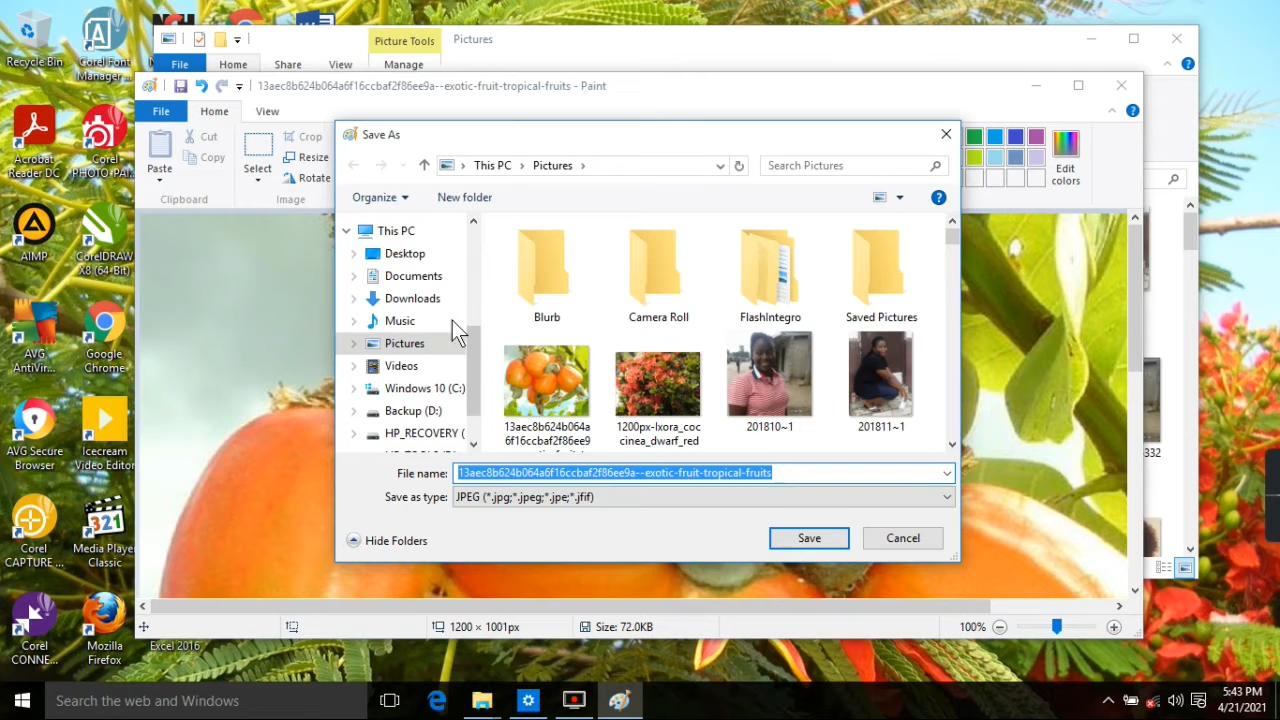 Recycle Bin
Corel Font
Manager ...
Acrobat
Reader DC
Corel
PHOTO-PAI...
AIMP
CorelDRAW
X8 (64-Bit)
AVG
AntiVir...
Google
Chrome
AVG Secure
Browser
Icecream
Video Editor
Corel
CAPTURE ...
Media Player
Classic
Corel
CONNE...
Mozilla
Firefox
Excel 2016
Picture Tools
Pictures
File
Home
Share
View
Manage
13aec8b624b064a6f16ccbaf2f86ee9a--exotic-fruit-tropical-fruits - Paint
File
Home
View
Paste
Cut
Copy
Clipboard
Select
Crop
Resize
Rotate
Image
Edit
colors
Save As
This PC
Pictures
Search Pictures
Organize
New folder
This PC
Desktop
Documents
Downloads
Music
Pictures
Videos
Windows 10 (C:)
Backup (D:)
HP_RECOVERY (
Blurb
Camera Roll
FlashIntegro
Saved Pictures
13aec8b624b064a
6f16ccbaf2f86ee9
1200px-Ixora_coc
cinea_dwarf_red
201810~1
201811~1
File name:
13aec8b624b064a6f16ccbaf2f86ee9a--exotic-fruit-tropical-fruits
Save as type:
JPEG (*.jpg;*.jpeg;*.jpe;*.jfif)
Hide Folders
Save
Cancel
332
1200 × 1001px
Size: 72.0KB
100%
Search the web and Windows
5:43 PM
4/21/2021